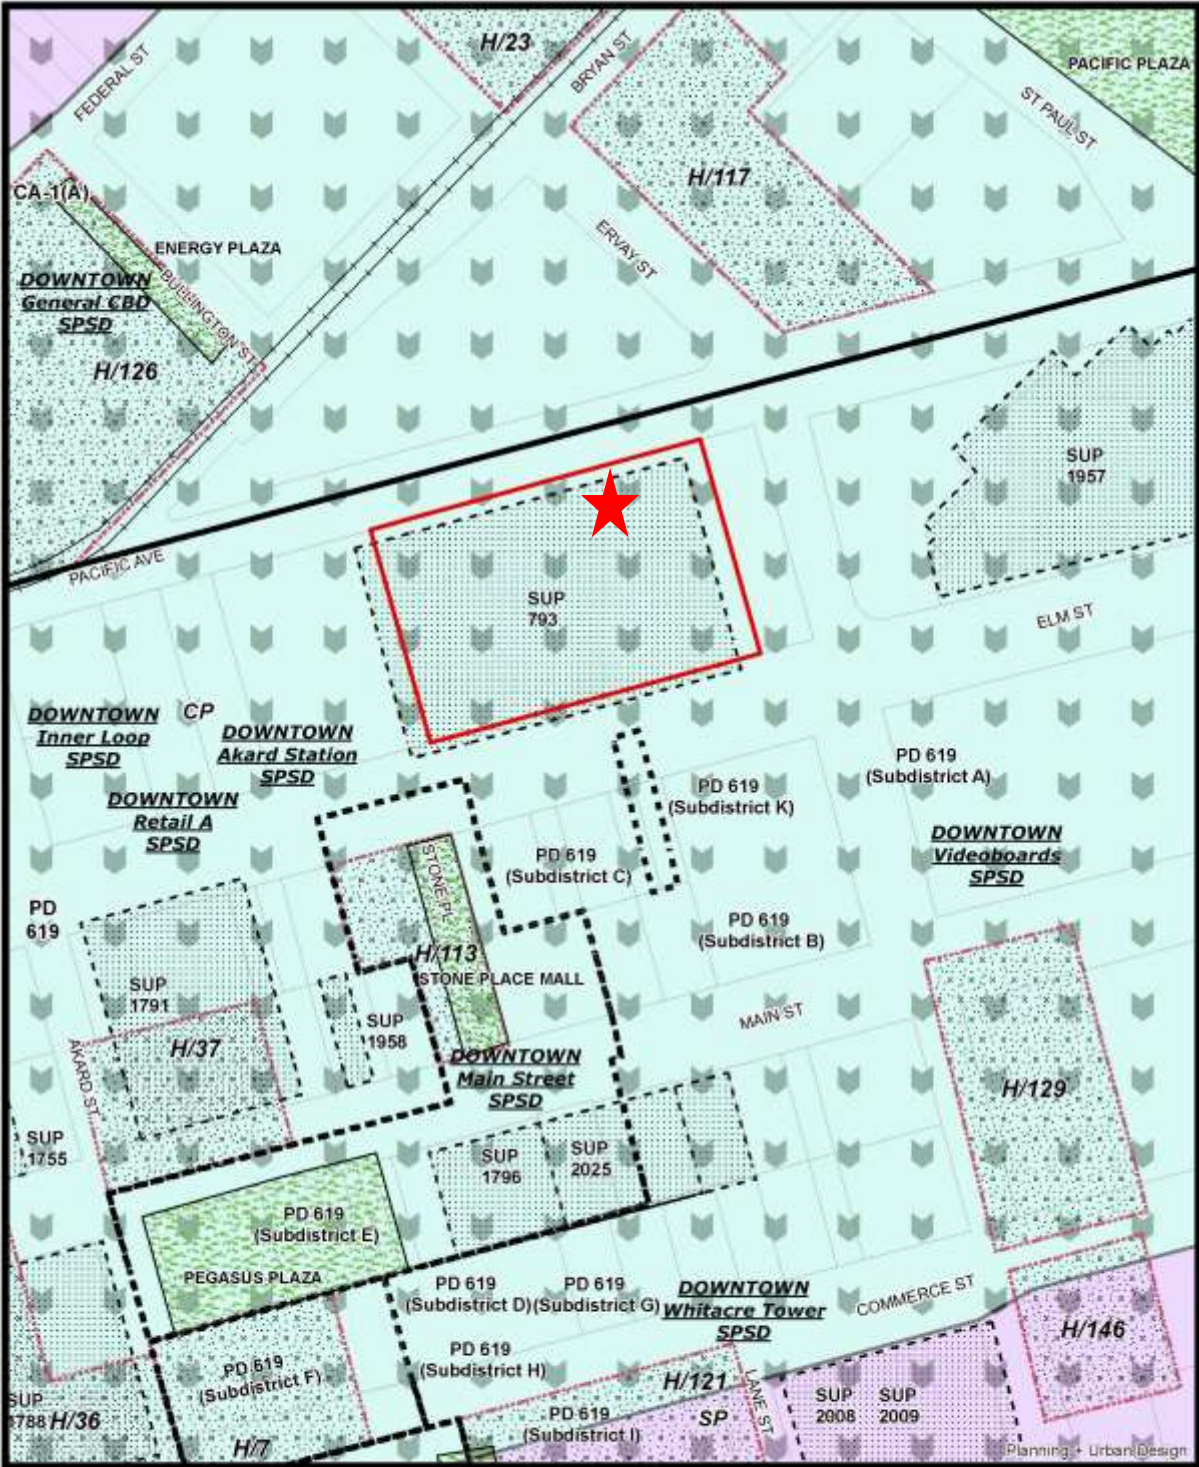 H/23
BRYAN ST
FEDERAL ST
PACIFIC PLAZA
ST PAUL ST
CA-1(A)
H/117
ENERGY PLAZA
ERVAY ST
DOWNTOWN
General CBD
SPSD
BULLINGTON ST
H/126
SUP
1957
PACIFIC AVE
SUP
793
ELM ST
DOWNTOWN
Inner Loop
SPSD
CP
DOWNTOWN
Akard Station
SPSD
DOWNTOWN
Retail A
SPSD
PD 619
(Subdistrict A)
PD 619
(Subdistrict K)
DOWNTOWN
Videoboards
SPSD
STONE PL
PD 619
(Subdistrict C)
PD
619
PD 619
(Subdistrict B)
H/113
STONE PLACE MALL
SUP
1791
SUP
1958
MAIN ST
H/37
AKARD ST
DOWNTOWN
Main Street
SPSD
H/129
SUP
1755
SUP
1796
SUP
2025
PD 619
(Subdistrict E)
PEGASUS PLAZA
PD 619
(Subdistrict D)
PD 619
(Subdistrict G)
DOWNTOWN
Whitacre Tower
SPSD
COMMERCE ST
H/146
PD 619
(Subdistrict F)
PD 619
(Subdistrict H)
H/121
LANE ST
SUP
1788
H/36
H/7
PD 619
(Subdistrict I)
SP
SUP
2008
SUP
2009
Planning + Urban Design